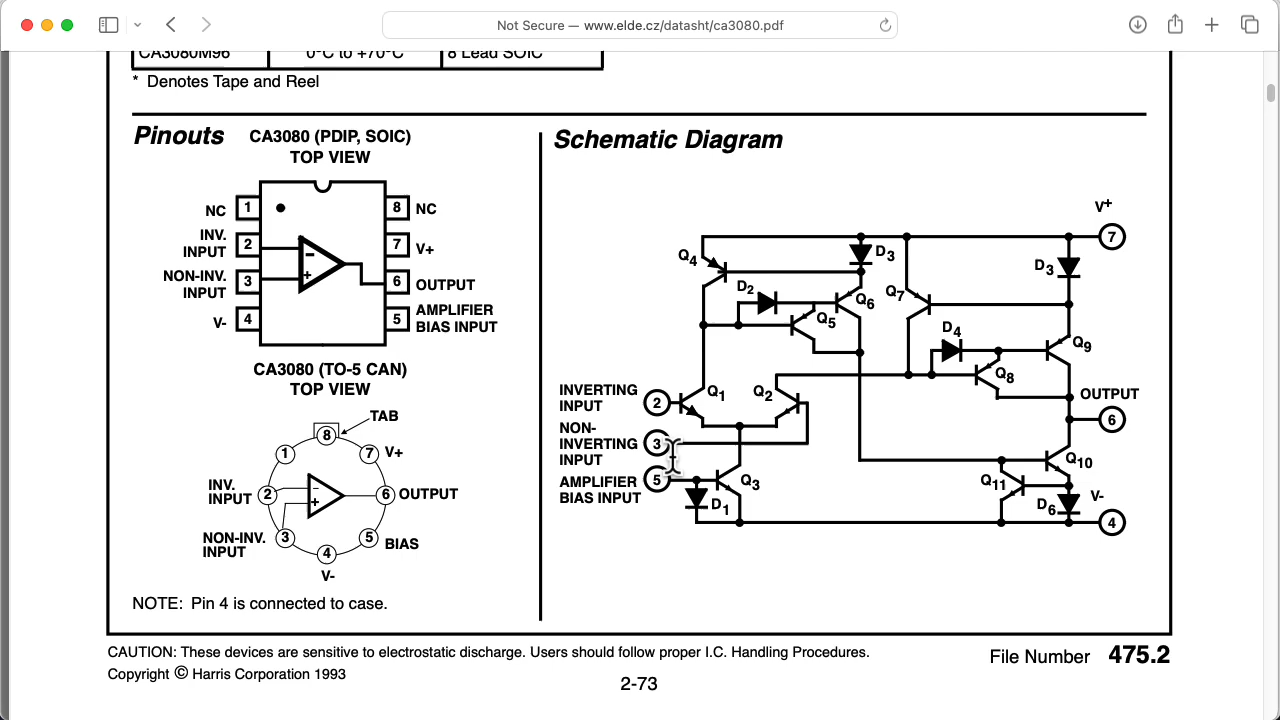 Not Secure — www.elde.cz/datasht/ca3080.pdf
CA3080M96 0°C to +70°C 8 Lead SOIC
* Denotes Tape and Reel
Pinouts
CA3080 (PDIP, SOIC)
TOP VIEW
NC 1
8 NC
INV.
INPUT 2
7 V+
NON-INV.
INPUT 3
6 OUTPUT
V- 4
5 AMPLIFIER
BIAS INPUT
-
+
CA3080 (TO-5 CAN)
TOP VIEW
TAB
8
1
7 V+
INV.
INPUT 2
6 OUTPUT
-
+
NON-INV.
INPUT 3
5 BIAS
4
V-
NOTE: Pin 4 is connected to case.
Schematic Diagram
V+
7
Q4
D3
D3
D2
Q6
Q7
Q5
D4
Q9
Q8
INVERTING
INPUT 2
Q1
Q2
OUTPUT
6
NON-
INVERTING
INPUT 3
Q10
AMPLIFIER
BIAS INPUT 5
Q3
Q11
D1
D6
V-
4
CAUTION: These devices are sensitive to electrostatic discharge. Users should follow proper I.C. Handling Procedures.
Copyright © Harris Corporation 1993
File Number 475.2
2-73